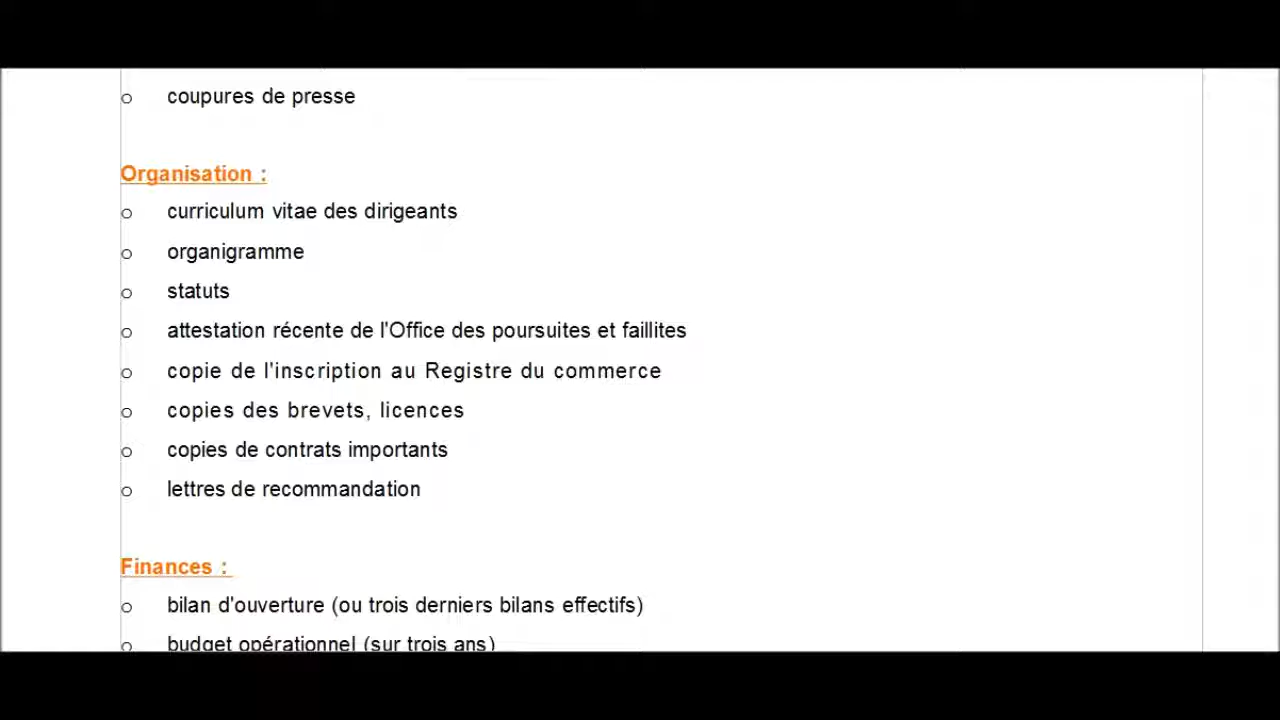 o coupures de presse
Organisation :
o curriculum vitae des dirigeants
o organigramme
o statuts
o attestation récente de l'Office des poursuites et faillites
o copie de l'inscription au Registre du commerce
o copies des brevets, licences
o copies de contrats importants
o lettres de recommandation
Finances :
o bilan d'ouverture (ou trois derniers bilans effectifs)
o budget opérationnel (sur trois ans)